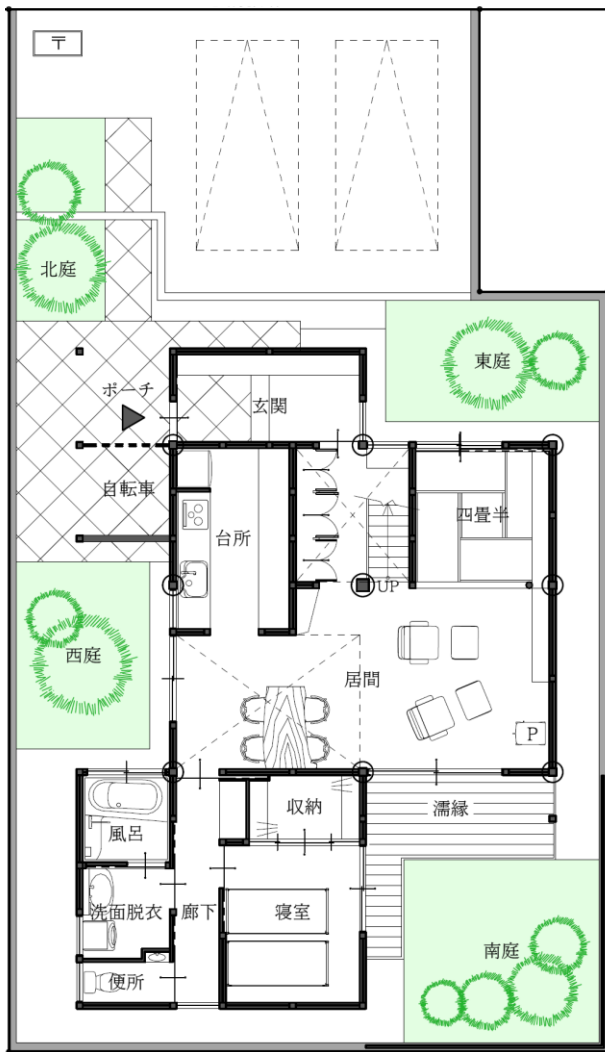 〒
北庭
東庭
ポーチ
玄関
自転車
台所
四畳半
UP
西庭
居間
P
収納
濡縁
風呂
洗面脱衣
廊下
寝室
南庭
便所